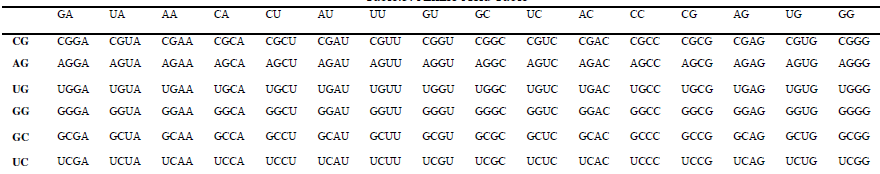 GA UA AA CA CU AU UU GU GC UC AC CC CG AG UG GG
CG CGGA CGUA CGAA CGCA CGCU CGAU CGUU CGGU CGGC CGUC CGAC CGCC CGCG CGAG CGUG CGGG
AG AGGA AGUA AGAA AGCA AGCU AGAU AGUU AGGU AGGC AGUC AGAC AGCC AGCG AGAG AGUG AGGG
UG UGGA UGUA UGAA UGCA UGCU UGAU UGUU UGGU UGGC UGUC UGAC UGCC UGCG UGAG UGUG UGGG
GG GGGA GGUA GGAA GGCA GGCU GGAU GGUU GGGU GGGC GGUC GGAC GGCC GGCG GGAG GGUG GGGG
GC GCGA GCUA GCAA GCCA GCCU GCAU GCUU GCGU GCGC GCUC GCAC GCCC GCCG GCAG GCUG GCGG
UC UCGA UCUA UCAA UCCA UCCU UCAU UCUU UCGU UCGC UCUC UCAC UCCC UCCG UCAG UCUG UCGG